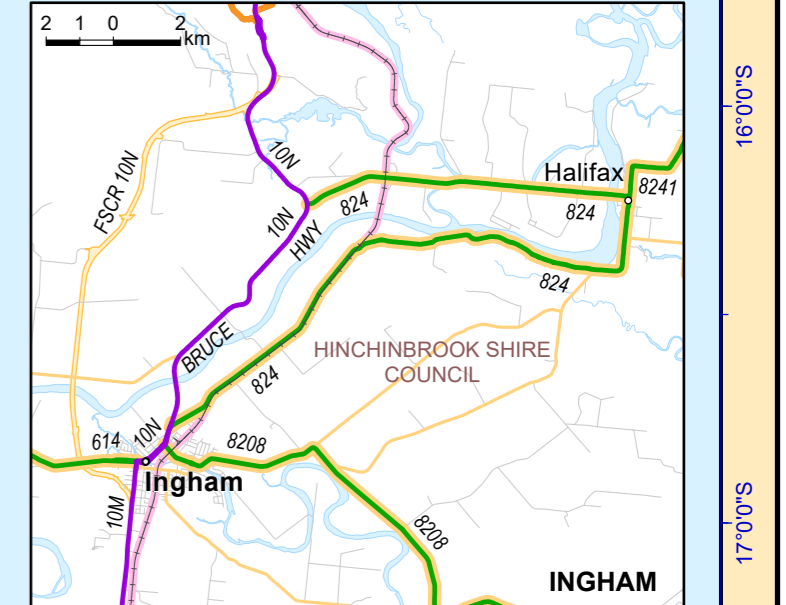 2 1 0 2
km
16°0'0"S
FSCR 10N
10N
Halifax
8241
10N
HWY
824
824
824
BRUCE
HINCHINBROOK SHIRE
COUNCIL
824
614
10N
8208
Ingham
10M
8208
17°0'0"S
INGHAM